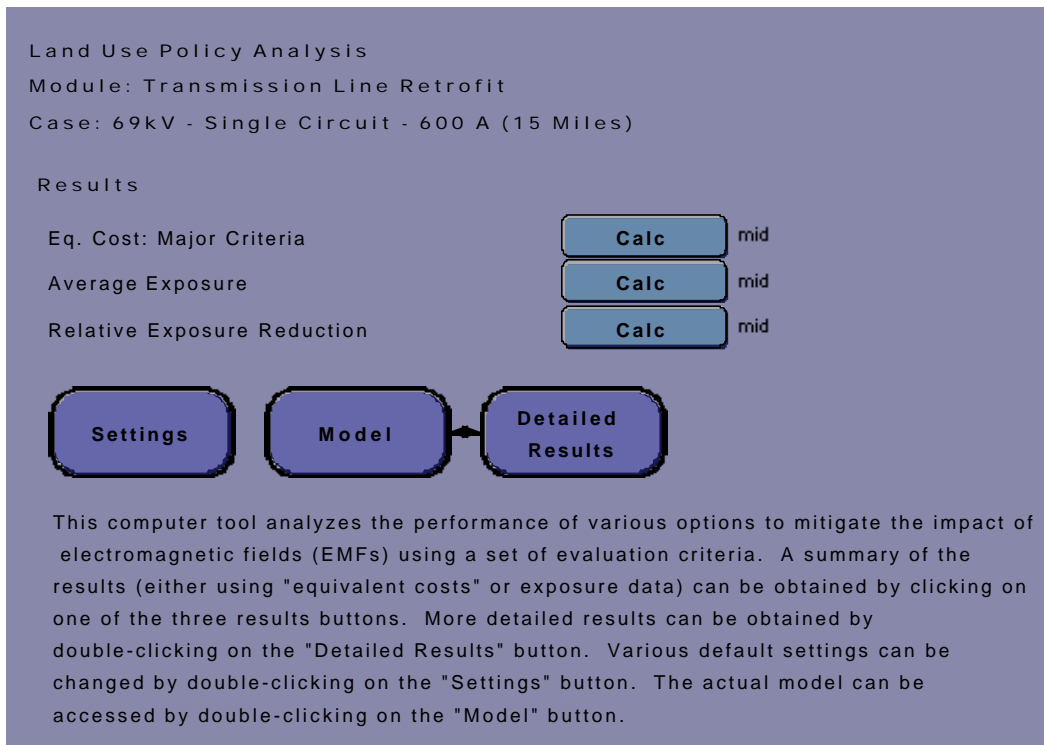 Land Use Policy Analysis
Module: Transmission Line Retrofit
Case: 69kV - Single Circuit - 600 A (15 Miles)
Results
Eq. Cost: Major Criteria Calc mid
Average Exposure Calc mid
Relative Exposure Reduction Calc mid
Settings Model Detailed Results
This computer tool analyzes the performance of various options to mitigate the impact of
electromagnetic fields (EMFs) using a set of evaluation criteria.  A summary of the
results (either using "equivalent costs" or exposure data) can be obtained by clicking on
one of the three results buttons.  More detailed results can be obtained by
double-clicking on the "Detailed Results" button.  Various default settings can be
changed by double-clicking on the "Settings" button.  The actual model can be
accessed by double-clicking on the "Model" button.